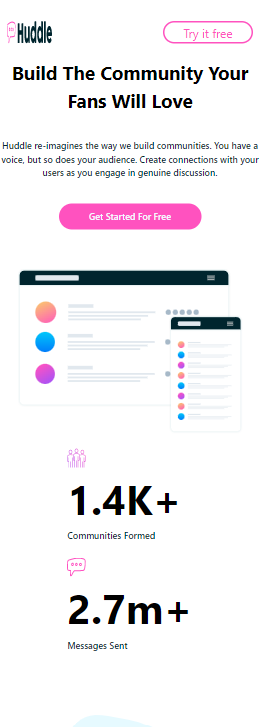 Huddle
Try it free
Build The Community Your
Fans Will Love
Huddle re-imagines the way we build communities. You have a
voice, but so does your audience. Create connections with your
users as you engage in genuine discussion.
Get Started For Free
1.4K+
Communities Formed
2.7m+
Messages Sent